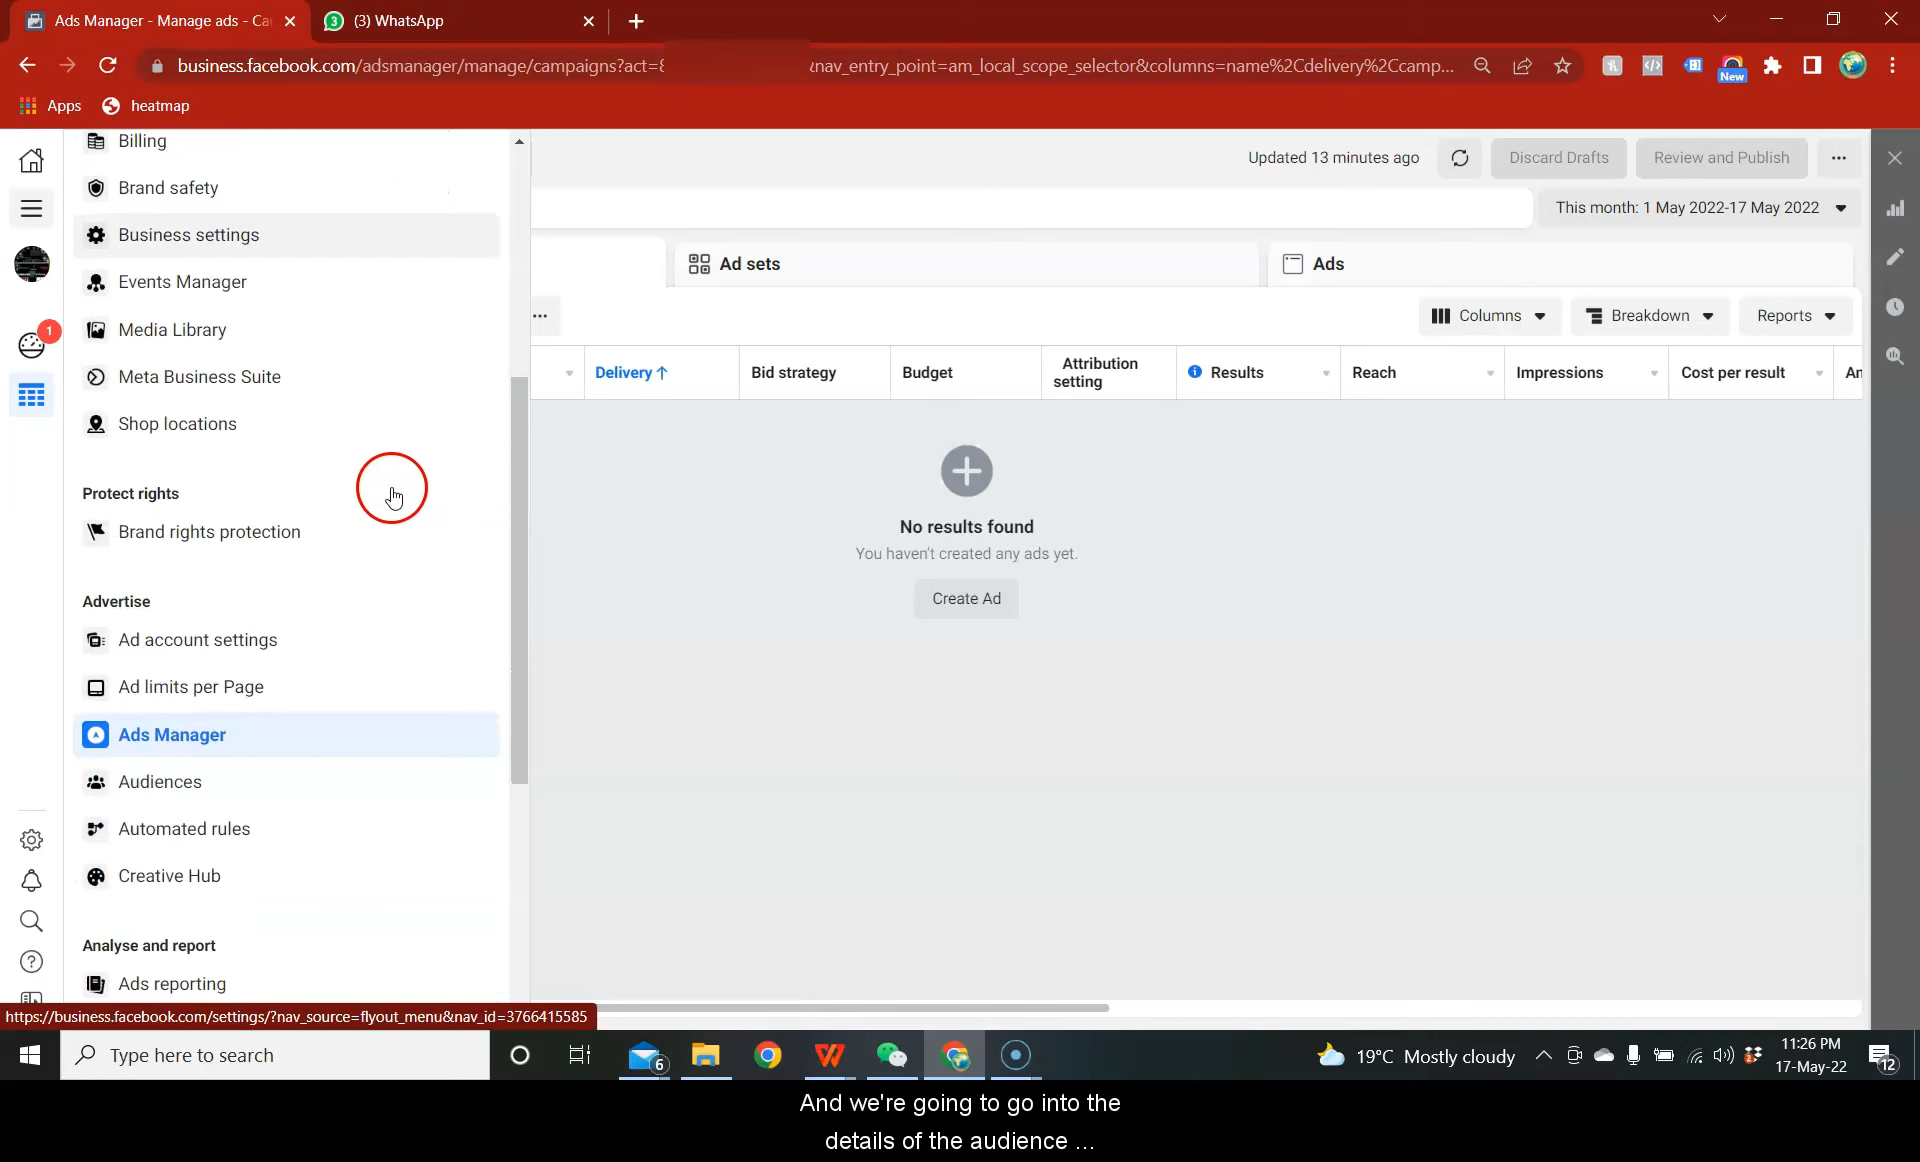 Ads Manager - Manage ads - Ca
3
(3) WhatsApp
business.facebook.com/adsmanager/manage/campaigns?act=8
&nav_entry_point=am_local_scope_selector&columns=name%2Cdelivery%2Ccamp...
New
Apps
heatmap
Billing
Brand safety
Business settings
Events Manager
Media Library
Meta Business Suite
Shop locations
Protect rights
Brand rights protection
Advertise
Ad account settings
Ad limits per Page
Ads Manager
Audiences
Automated rules
Creative Hub
Analyse and report
Ads reporting
1
Updated 13 minutes ago
Discard Drafts
Review and Publish
This month: 1 May 2022-17 May 2022
Ad sets
Ads
Columns
Breakdown
Reports
Delivery ↑
Bid strategy
Budget
Attribution
setting
Results
Reach
Impressions
Cost per result
Am
No results found
You haven't created any ads yet.
Create Ad
https://business.facebook.com/settings/?nav_source=flyout_menu&nav_id=3766415585
Type here to search
6
19°C Mostly cloudy
11:26 PM
17-May-22
12
And we're going to go into the
details of the audience ...